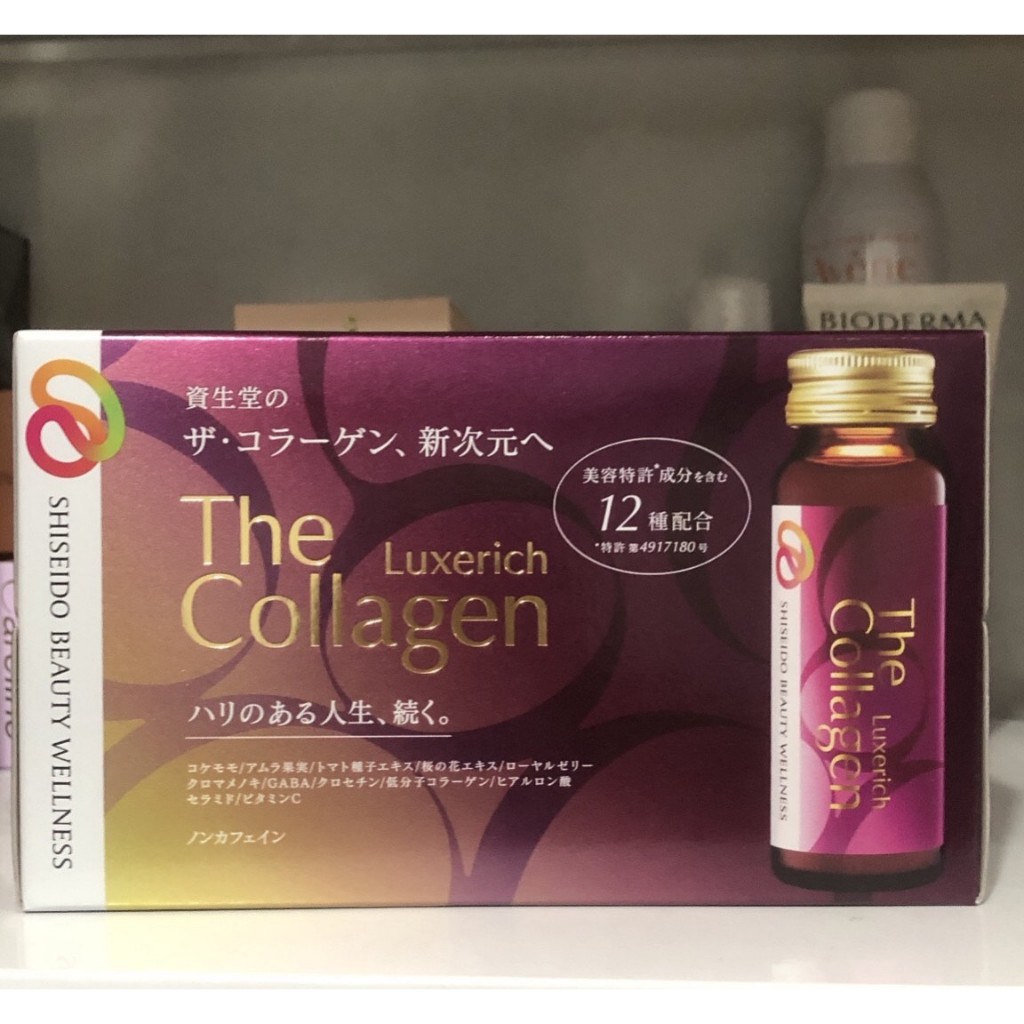 Avène
BIODERMA
SHISEIDO BEAUTY WELLNESS
資生堂の
ザ・コラーゲン、新次元へ
The
Luxerich
Collagen
美容特許*成分を含む
12種配合
*特許 第4917180号
ハリのある人生、続く。
コケモモ/アムラ果実/トマト種子エキス/桜の花エキス/ローヤルゼリー
クロマメノキ/GABA/クロセチン/低分子コラーゲン/ヒアルロン酸
セラミド/ビタミンC
ノンカフェイン
SHISEIDO BEAUTY WELLNESS
The
Luxerich
Collagen